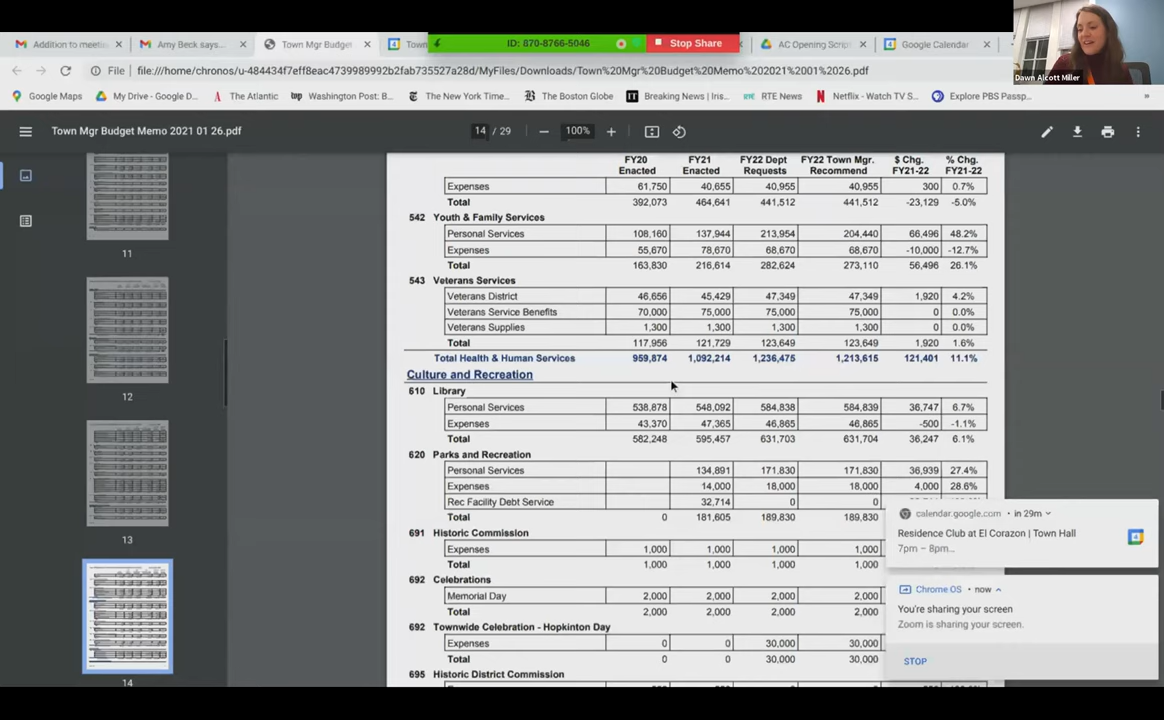 Addition to meetin
Amy Beck says...
Town Mgr Budget
Town
ID: 870-8766-5046
Stop Share
AC Opening Scrip
Google Calendar
Dawn Alcott Miller
File
file:///home/chronos/u-484434f7eff8eac4739989992b2fab735527a28d/MyFiles/Downloads/Town%20Mgr%20Budget%20Memo%202021%2001%2026.pdf
Google Maps
My Drive - Google D...
The Atlantic
wp Washington Post: B...
The New York Time...
B The Boston Globe
IT Breaking News | Iris...
RTE News
N Netflix - Watch TV S...
Explore PBS Passp...
»
Town Mgr Budget Memo 2021 01 26.pdf
14 / 29
100%
11
12
13
14
FY20 Enacted FY21 Enacted FY22 Dept Requests FY22 Town Mgr. Recommend $ Chg. FY21-22 % Chg. FY21-22
Expenses 61,750 40,655 40,955 40,955 300 0.7%
Total 392,073 464,641 441,512 441,512 -23,129 -5.0%
542 Youth & Family Services
Personal Services 108,160 137,944 213,954 204,440 66,496 48.2%
Expenses 55,670 78,670 68,670 68,670 -10,000 -12.7%
Total 163,830 216,614 282,624 273,110 56,496 26.1%
543 Veterans Services
Veterans District 46,656 45,429 47,349 47,349 1,920 4.2%
Veterans Service Benefits 70,000 75,000 75,000 75,000 0 0.0%
Veterans Supplies 1,300 1,300 1,300 1,300 0 0.0%
Total 117,956 121,729 123,649 123,649 1,920 1.6%
Total Health & Human Services 959,874 1,092,214 1,236,475 1,213,615 121,401 11.1%
Culture and Recreation
610 Library
Personal Services 538,878 548,092 584,838 584,839 36,747 6.7%
Expenses 43,370 47,365 46,865 46,865 -500 -1.1%
Total 582,248 595,457 631,703 631,704 36,247 6.1%
620 Parks and Recreation
Personal Services 134,891 171,830 171,830 36,939 27.4%
Expenses 14,000 18,000 18,000 4,000 28.6%
Rec Facility Debt Service 32,714 0 0
Total 0 181,605 189,830 189,830
691 Historic Commission
Expenses 1,000 1,000 1,000 1,000
Total 1,000 1,000 1,000 1,000
692 Celebrations
Memorial Day 2,000 2,000 2,000 2,000
Total 2,000 2,000 2,000 2,000
692 Townwide Celebration - Hopkinton Day
Expenses 0 0 30,000 30,000
Total 0 0 30,000 30,000
695 Historic District Commission
calendar.google.com • in 29m
Residence Club at El Corazon | Town Hall
7pm – 8pm...
Chrome OS • now
You're sharing your screen
Zoom is sharing your screen.
STOP